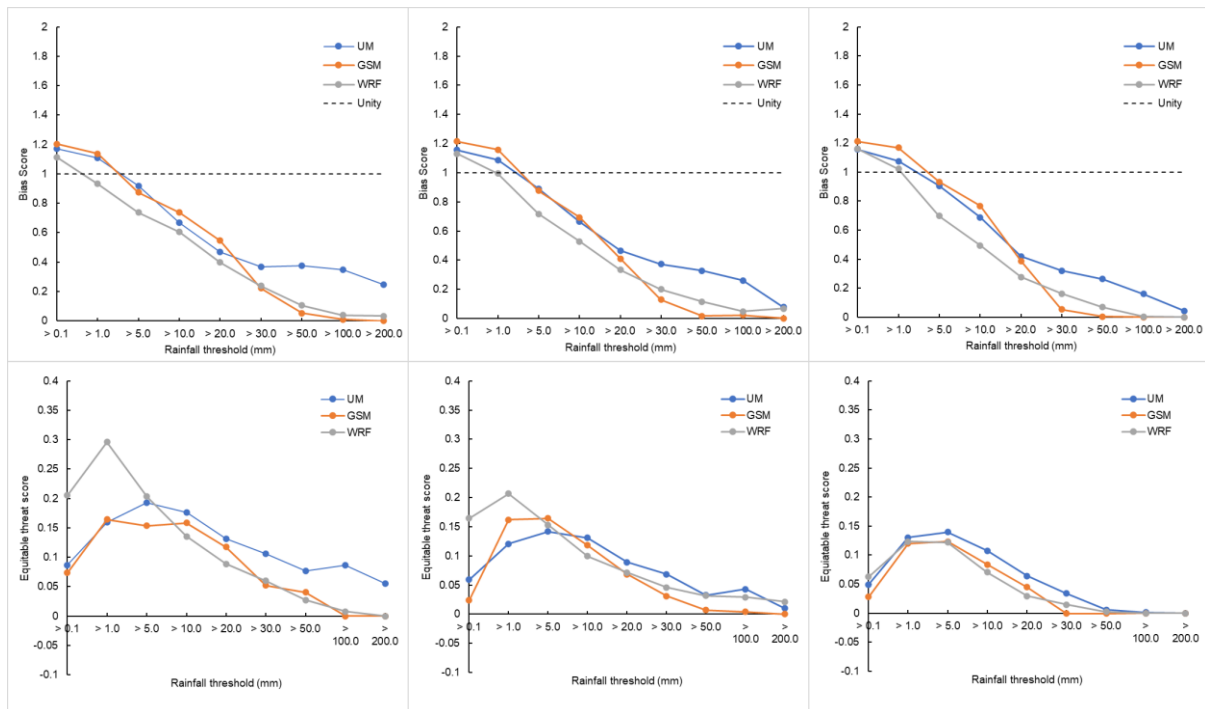 2
1.8
1.6
1.4
1.2
1
0.8
0.6
0.4
0.2
0
Bias Score
UM
GSM
WRF
Unity
> 0.1 > 1.0 > 5.0 > 10.0 > 20.0 > 30.0 > 50.0 > 100.0 > 200.0
Rainfall threshold (mm)
2
1.8
1.6
1.4
1.2
1
0.8
0.6
0.4
0.2
0
Bias Score
UM
GSM
WRF
Unity
> 0.1 > 1.0 > 5.0 > 10.0 > 20.0 > 30.0 > 50.0 > 100.0 > 200.0
Rainfall threshold (mm)
2
1.8
1.6
1.4
1.2
1
0.8
0.6
0.4
0.2
0
Bias Score
UM
GSM
WRF
Unity
> 0.1 > 1.0 > 5.0 > 10.0 > 20.0 > 30.0 > 50.0 > 100.0 > 200.0
Rainfall threshold (mm)
0.4
0.35
0.3
0.25
0.2
0.15
0.1
0.05
0
-0.05
-0.1
Equitable threat score
UM
GSM
WRF
> 0.1 > 1.0 > 5.0 > 10.0 > 20.0 > 30.0 > 50.0 > >
100.0 200.0
Rainfall threshold (mm)
0.4
0.35
0.3
0.25
0.2
0.15
0.1
0.05
0
-0.05
-0.1
Equitable threat score
UM
GSM
WRF
> 0.1 > 1.0 > 5.0 > 10.0 > 20.0 > 30.0 > 50.0 > >
100.0 200.0
Rainfall threshold (mm)
0.4
0.35
0.3
0.25
0.2
0.15
0.1
0.05
0
-0.05
-0.1
Equiatable threat score
UM
GSM
WRF
> 0.1 > 1.0 > 5.0 > 10.0 > 20.0 > 30.0 > 50.0 > >
100.0 200.0
Rainfall threshold (mm)